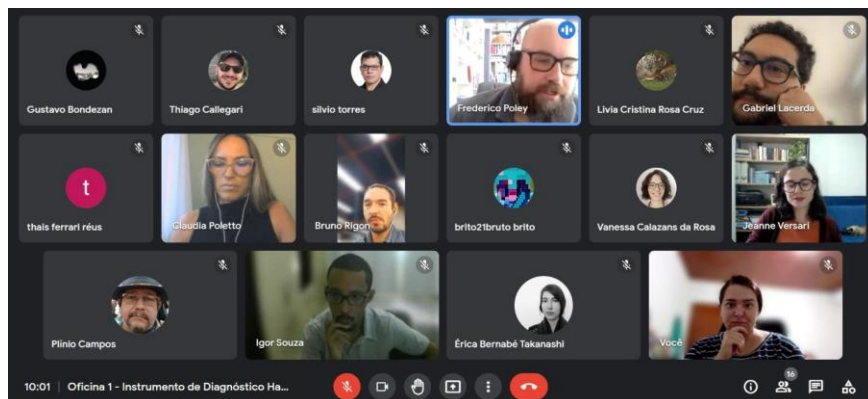 Gustavo Bondezan
Thiago Callegari
silvio torres
Frederico Poley
Livia Cristina Rosa Cruz
Gabriel Lacerda
t
thais ferrari réus
Claudia Poletto
Bruno Rigon
brito21bruto brito
Vanessa Calazans da Rosa
Jeanne Versari
Plínio Campos
Igor Souza
Érica Bernabé Takanashi
Você
10:01 | Oficina 1 - Instrumento de Diagnóstico Ha...
16